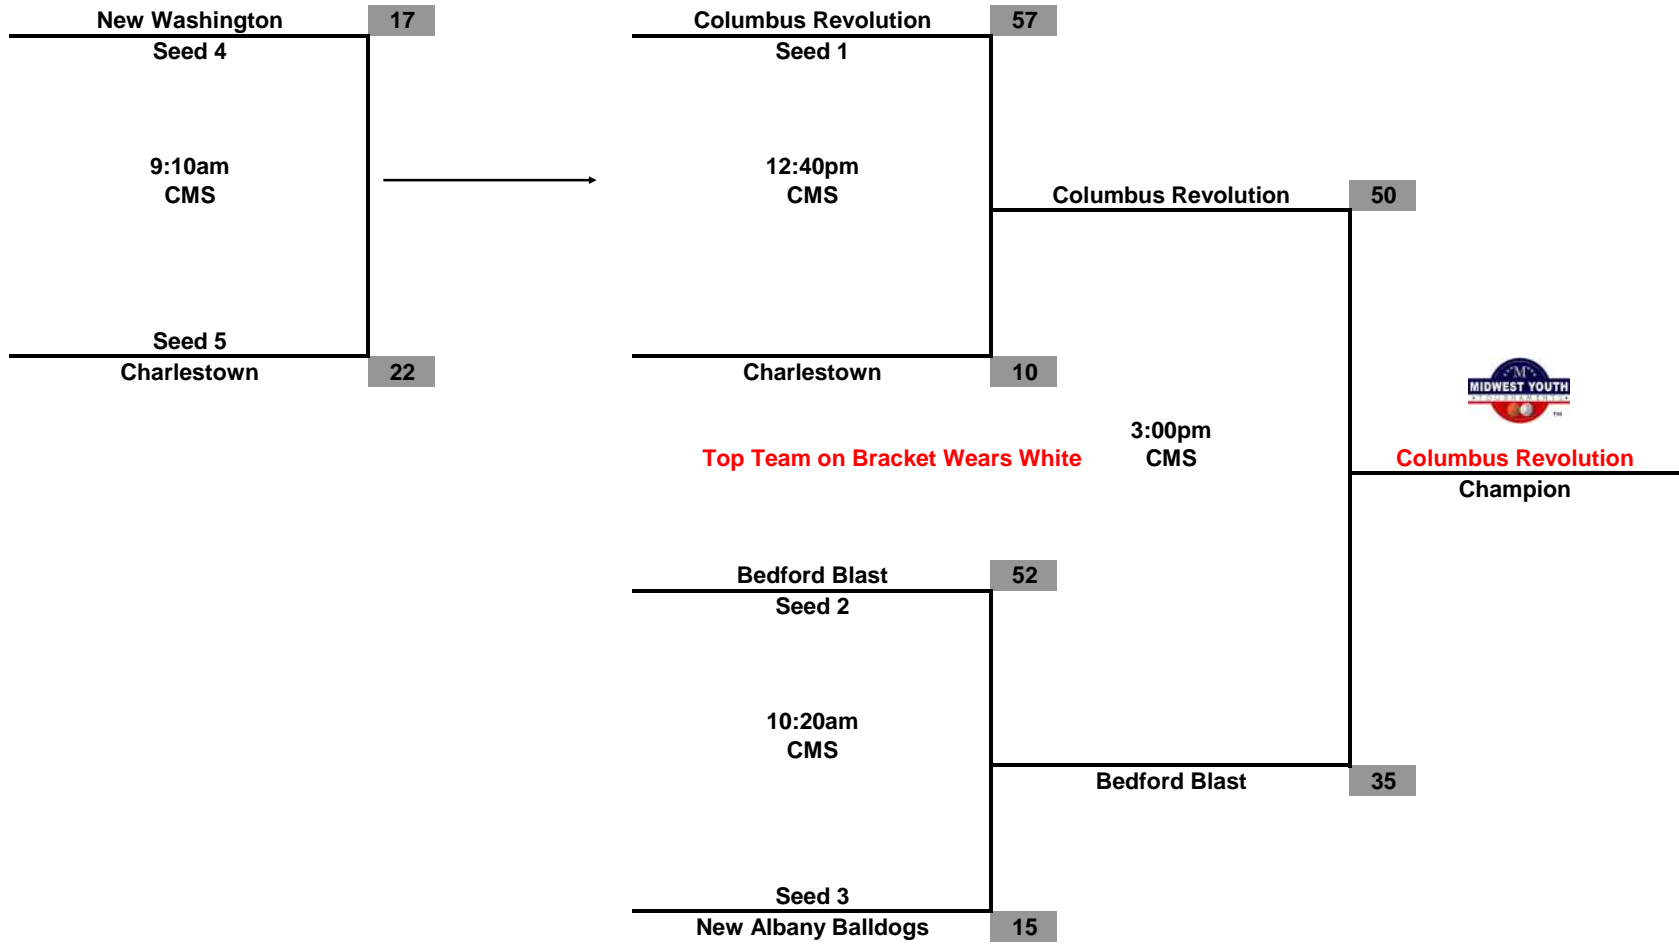 New Washington 17
Seed 4
9:10am
CMS
Seed 5
Charlestown 22
Columbus Revolution 57
Seed 1
12:40pm
CMS
Charlestown 10
Columbus Revolution 50
3:00pm
Top Team on Bracket Wears White CMS
M
MIDWEST YOUTH
TOURNAMENTS
TM
Columbus Revolution
Champion
Bedford Blast 52
Seed 2
10:20am
CMS
Bedford Blast 35
Seed 3
New Albany Balldogs 15